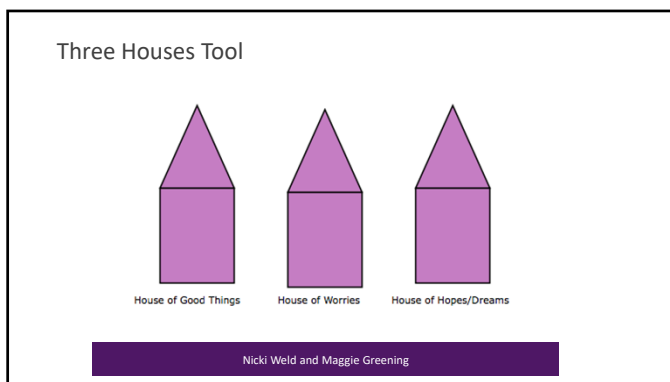 Three Houses Tool
House of Good Things
House of Worries
House of Hopes/Dreams
Nicki Weld and Maggie Greening